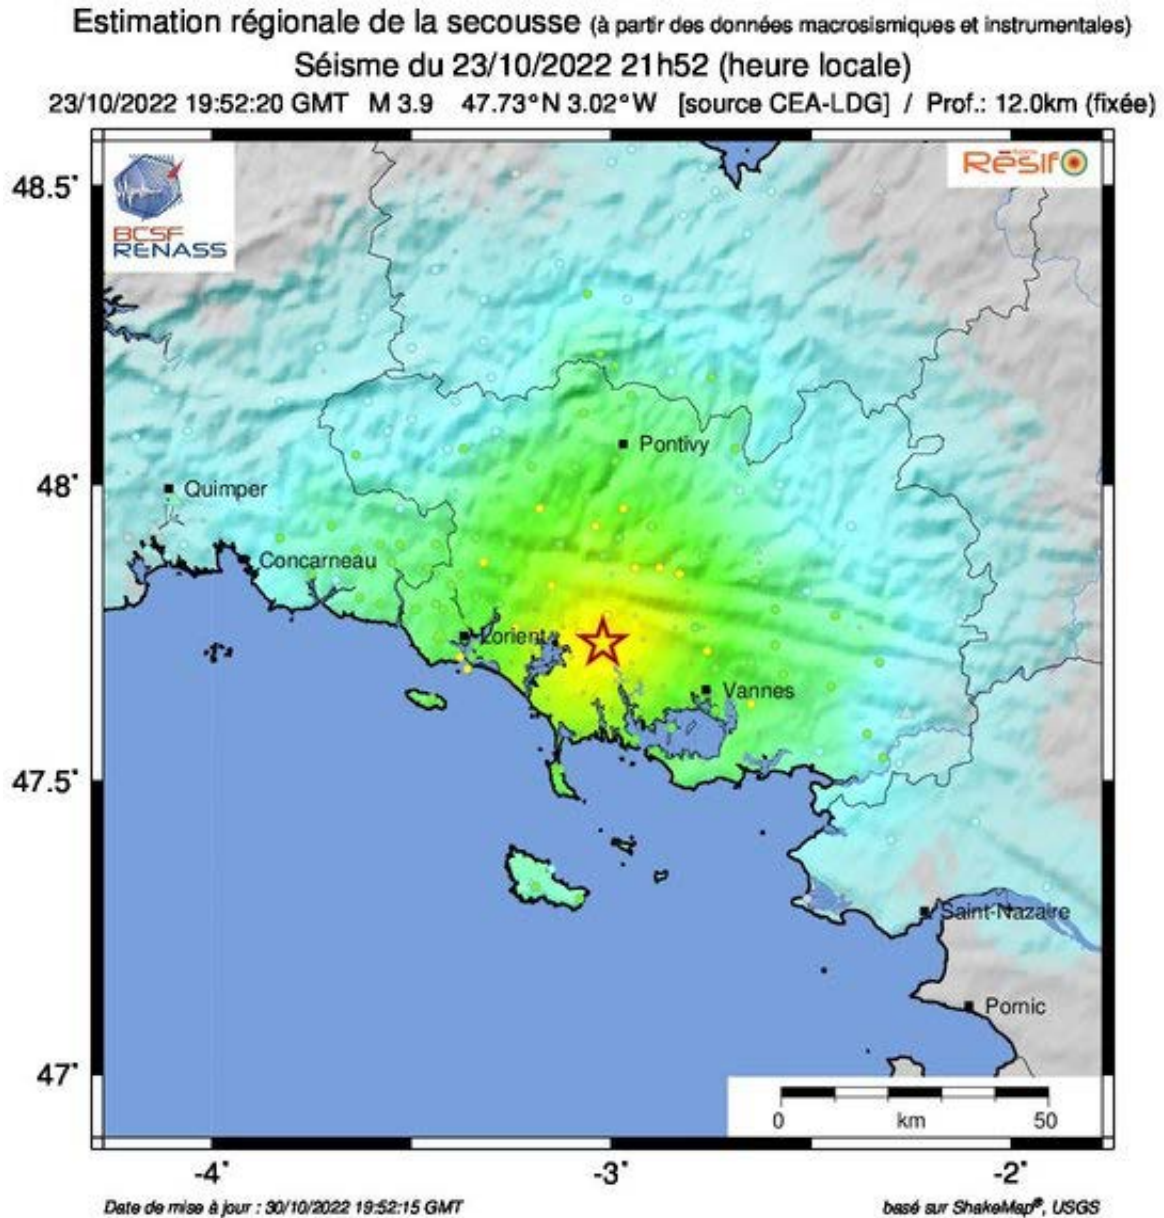 Estimation régionale de la secousse (à partir des données macrosismiques et instrumentales)
Séisme du 23/10/2022 21h52 (heure locale)
23/10/2022 19:52:20 GMT M 3.9 47.73°N 3.02°W [source CEA-LDG] / Prof.: 12.0km (fixée)
BCSF
RENASS
Résif
48.5°
Pontivy
48°
Quimper
Concarneau
Lorient
Vannes
47.5°
Saint-Nazaire
Pornic
47°
0 km 50
-4° -3° -2°
Date de mise à jour : 30/10/2022 19:52:15 GMT
basé sur ShakeMap®, USGS